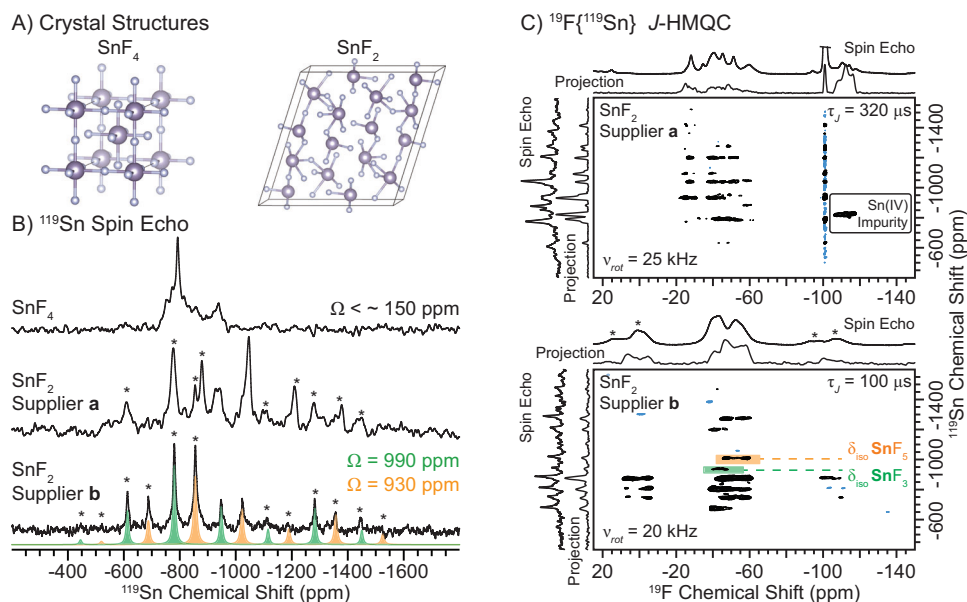 A) Crystal Structures
SnF4
SnF2
B) 119Sn Spin Echo
SnF4
Ω < ~ 150 ppm
SnF2
Supplier a
* * * * * * * *
SnF2
Supplier b
Ω = 990 ppm
Ω = 930 ppm
* * * * * * * * * * * *
-400 -600 -800 -1000 -1200 -1400 -1600
119Sn Chemical Shift (ppm)
C) 19F{119Sn} J-HMQC
Spin Echo
Projection
Spin Echo
Projection
SnF2
Supplier a
τJ = 320 µs
Sn(IV)
Impurity
νrot = 25 kHz
-1400
-1000
-600
25 -20 -60 -100 -140
* * * *
Spin Echo
Projection
Spin Echo
Projection
SnF2
Supplier b
τJ = 100 µs
δiso SnF5
δiso SnF3
νrot = 20 kHz
-1400
-1000
-600
25 -20 -60 -100 -140
19F Chemical Shift (ppm)
119Sn Chemical Shift (ppm)